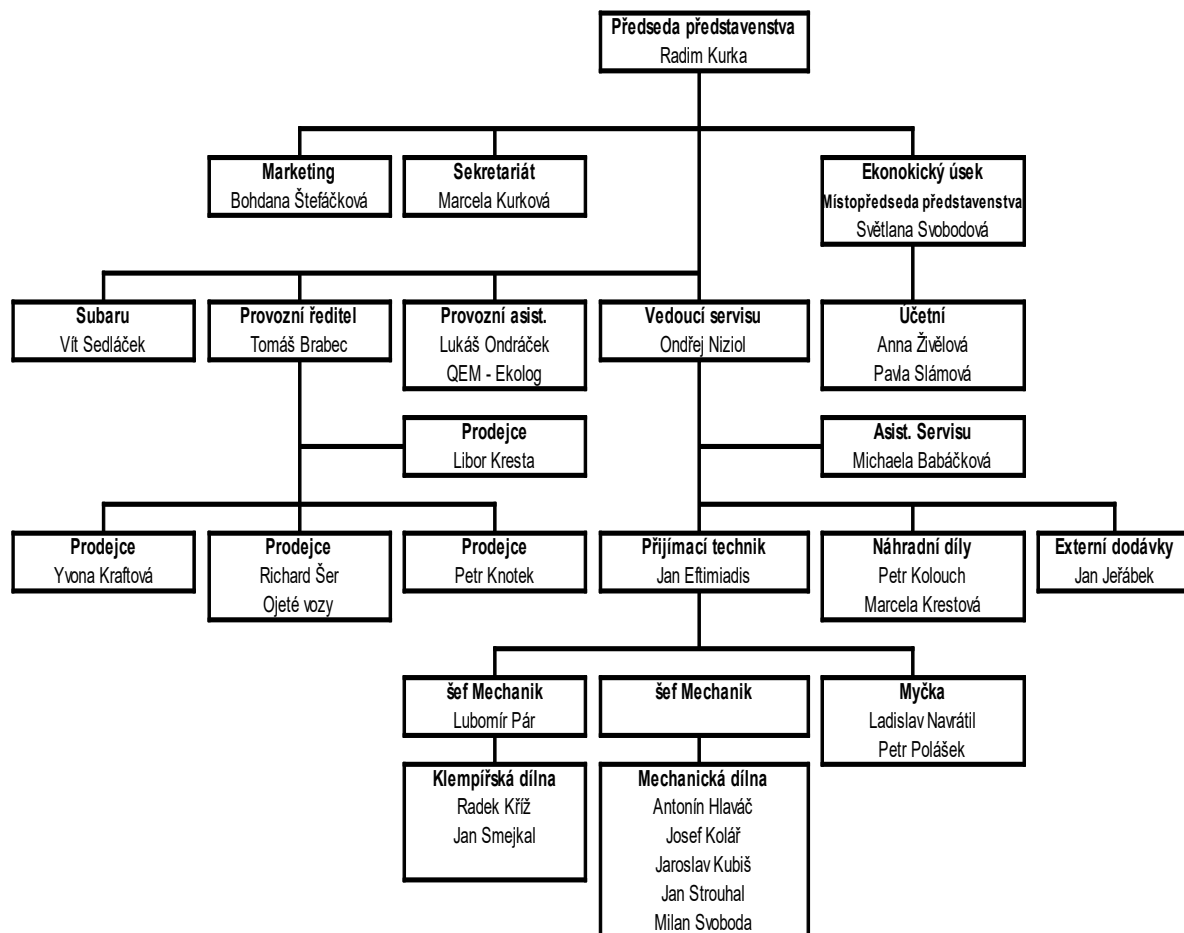 Předseda představenstva
Radim Kurka
Marketing
Bohdana Štefáčková
Sekretariát
Marcela Kurková
Ekonokický úsek
Místopředseda představenstva
Světlana Svobodová
Subaru
Vít Sedláček
Provozní ředitel
Tomáš Brabec
Provozní asist.
Lukáš Ondráček
QEM - Ekolog
Vedoucí servisu
Ondřej Niziol
Účetní
Anna Živělová
Pavla Slámová
Prodejce
Libor Kresta
Asist. Servisu
Michaela Babáčková
Prodejce
Yvona Kraftová
Prodejce
Richard Šer
Ojeté vozy
Prodejce
Petr Knotek
Přijímací technik
Jan Eftimiadis
Náhradní díly
Petr Kolouch
Marcela Krestová
Externí dodávky
Jan Jeřábek
šéf Mechanik
Lubomír Pár
šéf Mechanik
Myčka
Ladislav Navrátil
Petr Polášek
Klempířská dílna
Radek Kříž
Jan Smejkal
Mechanická dílna
Antonín Hlaváč
Josef Kolář
Jaroslav Kubiš
Jan Strouhal
Milan Svoboda